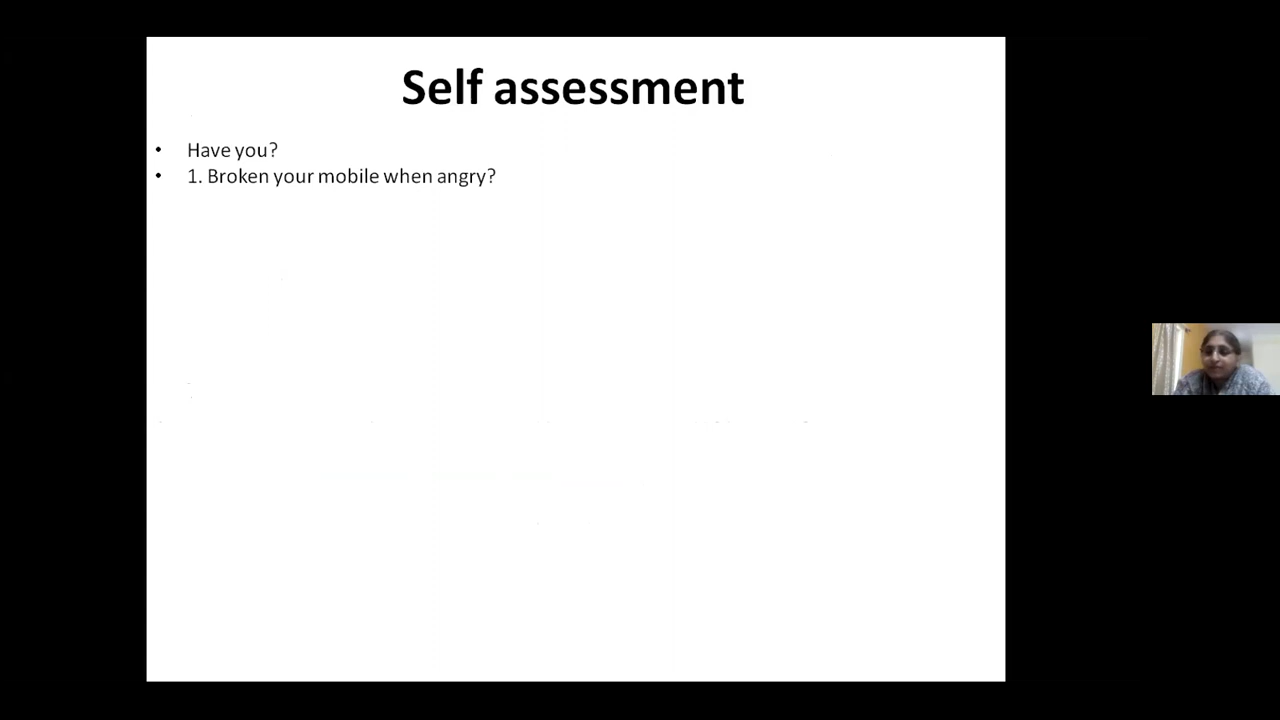 Self assessment
• Have you?
• 1. Broken your mobile when angry?